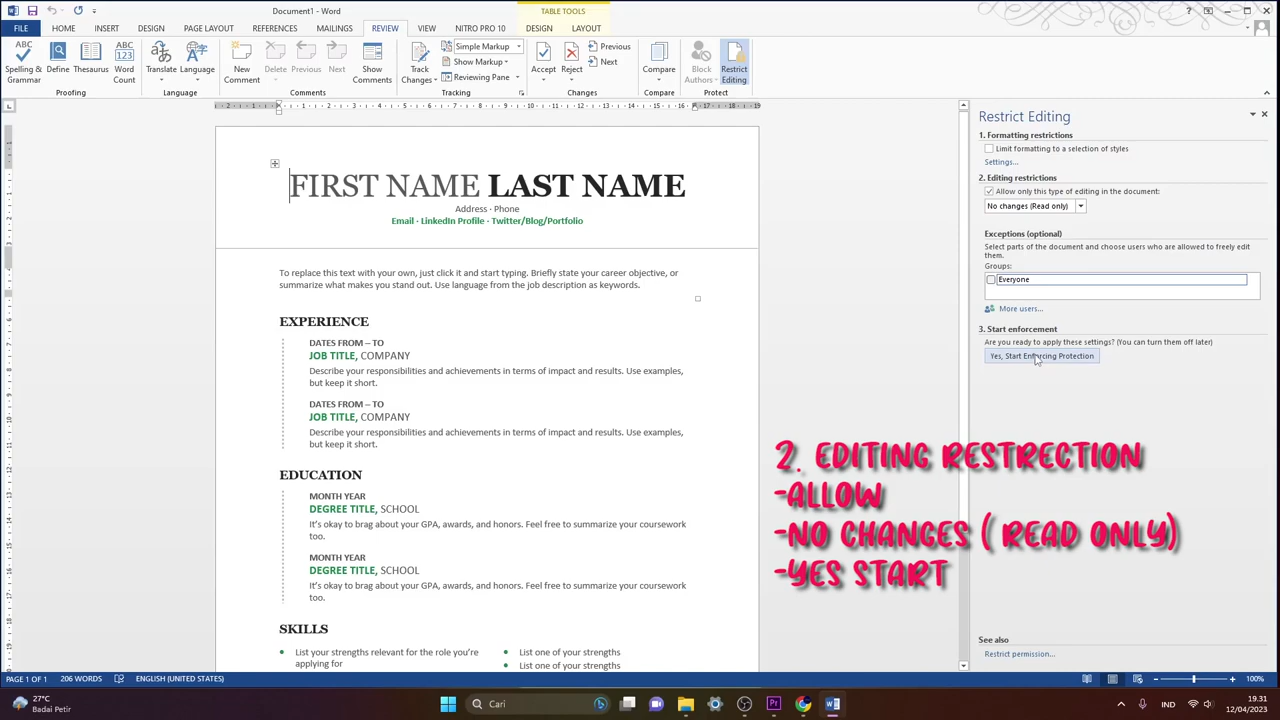 Document1 - Word
TABLE TOOLS
FILE
HOME
INSERT
DESIGN
PAGE LAYOUT
REFERENCES
MAILINGS
REVIEW
VIEW
NITRO PRO 10
DESIGN
LAYOUT
Spelling & Grammar
Define
Thesaurus
Word Count
Translate
Language
New Comment
Delete
Previous
Next
Show Comments
Track Changes
Simple Markup
Show Markup
Reviewing Pane
Accept
Reject
Previous
Next
Compare
Block Authors
Restrict Editing
Proofing
Language
Comments
Tracking
Changes
Compare
Protect
FIRST NAME LAST NAME
Address · Phone
Email · LinkedIn Profile · Twitter/Blog/Portfolio
To replace this text with your own, just click it and start typing. Briefly state your career objective, or
summarize what makes you stand out. Use language from the job description as keywords.
EXPERIENCE
DATES FROM – TO
JOB TITLE, COMPANY
Describe your responsibilities and achievements in terms of impact and results. Use examples,
but keep it short.
DATES FROM – TO
JOB TITLE, COMPANY
Describe your responsibilities and achievements in terms of impact and results. Use examples,
but keep it short.
EDUCATION
MONTH YEAR
DEGREE TITLE, SCHOOL
It's okay to brag about your GPA, awards, and honors. Feel free to summarize your coursework
too.
MONTH YEAR
DEGREE TITLE, SCHOOL
It's okay to brag about your GPA, awards, and honors. Feel free to summarize your coursework
too.
SKILLS
List your strengths relevant for the role you're
applying for
List one of your strengths
List one of your strengths
Restrict Editing
1. Formatting restrictions
Limit formatting to a selection of styles
Settings...
2. Editing restrictions
Allow only this type of editing in the document:
No changes (Read only)
Exceptions (optional)
Select parts of the document and choose users who are allowed to freely edit
them.
Groups:
Everyone
More users...
3. Start enforcement
Are you ready to apply these settings? (You can turn them off later)
Yes, Start Enforcing Protection
2. EDITING RESTRECTION
-ALLOW
-NO CHANGES ( READ ONLY)
-YES START
See also
Restrict permission...
PAGE 1 OF 1
206 WORDS
ENGLISH (UNITED STATES)
100%
27°C
Badai Petir
Cari
IND
19.31
12/04/2023